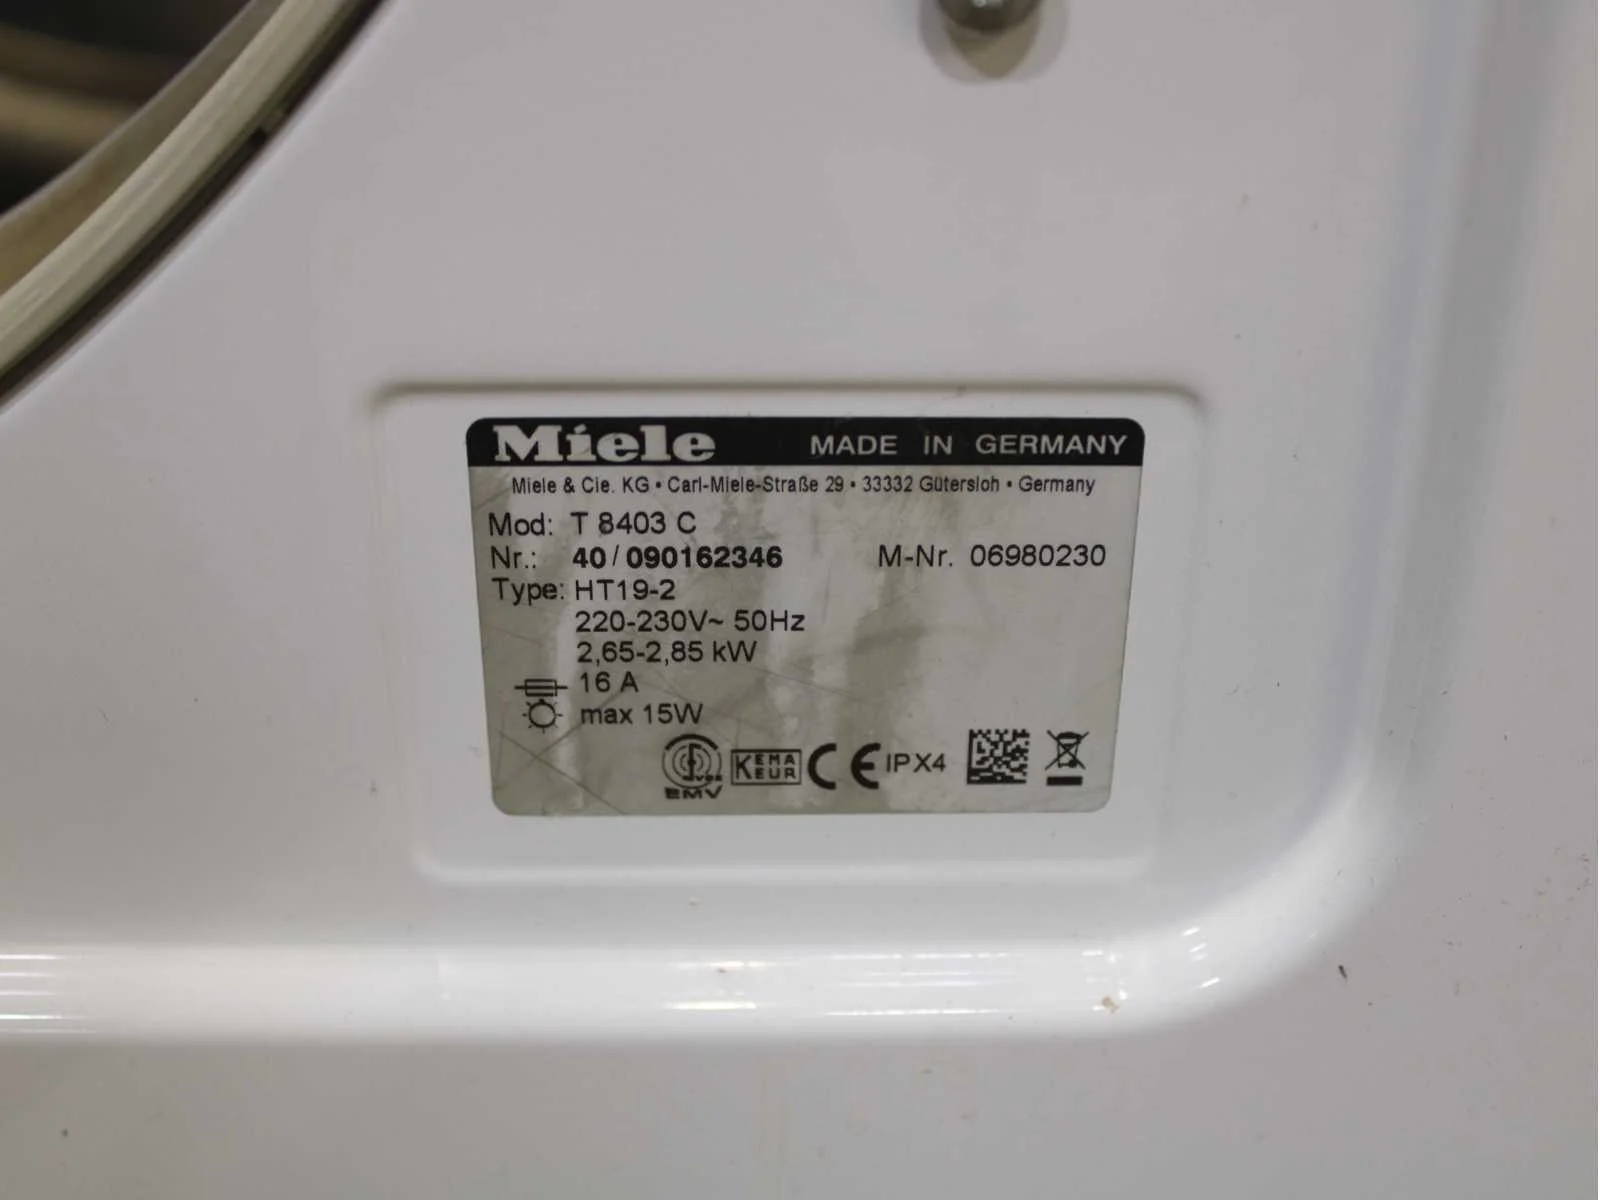 Miele MADE IN GERMANY
Miele & Cie. KG • Carl-Miele-Straße 29 • 33332 Gütersloh • Germany
Mod: T 8403 C
Nr.: 40/090162346 M-Nr. 06980230
Type: HT19-2
220-230V~ 50Hz
2,65-2,85 kW
16 A
max 15W
VDE KEMA CE IPX4
EMV KEUR